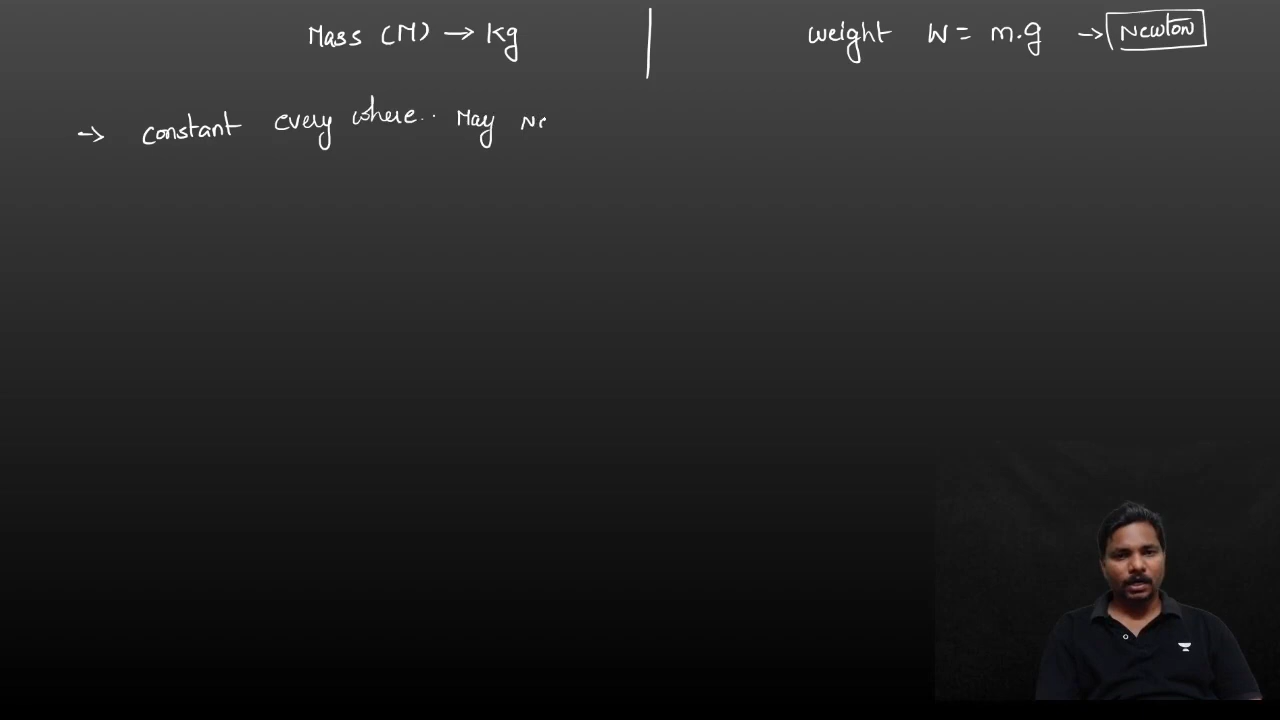 Mass (M) → Kg
weight W = m.g → Newton
→ constant every where.. May